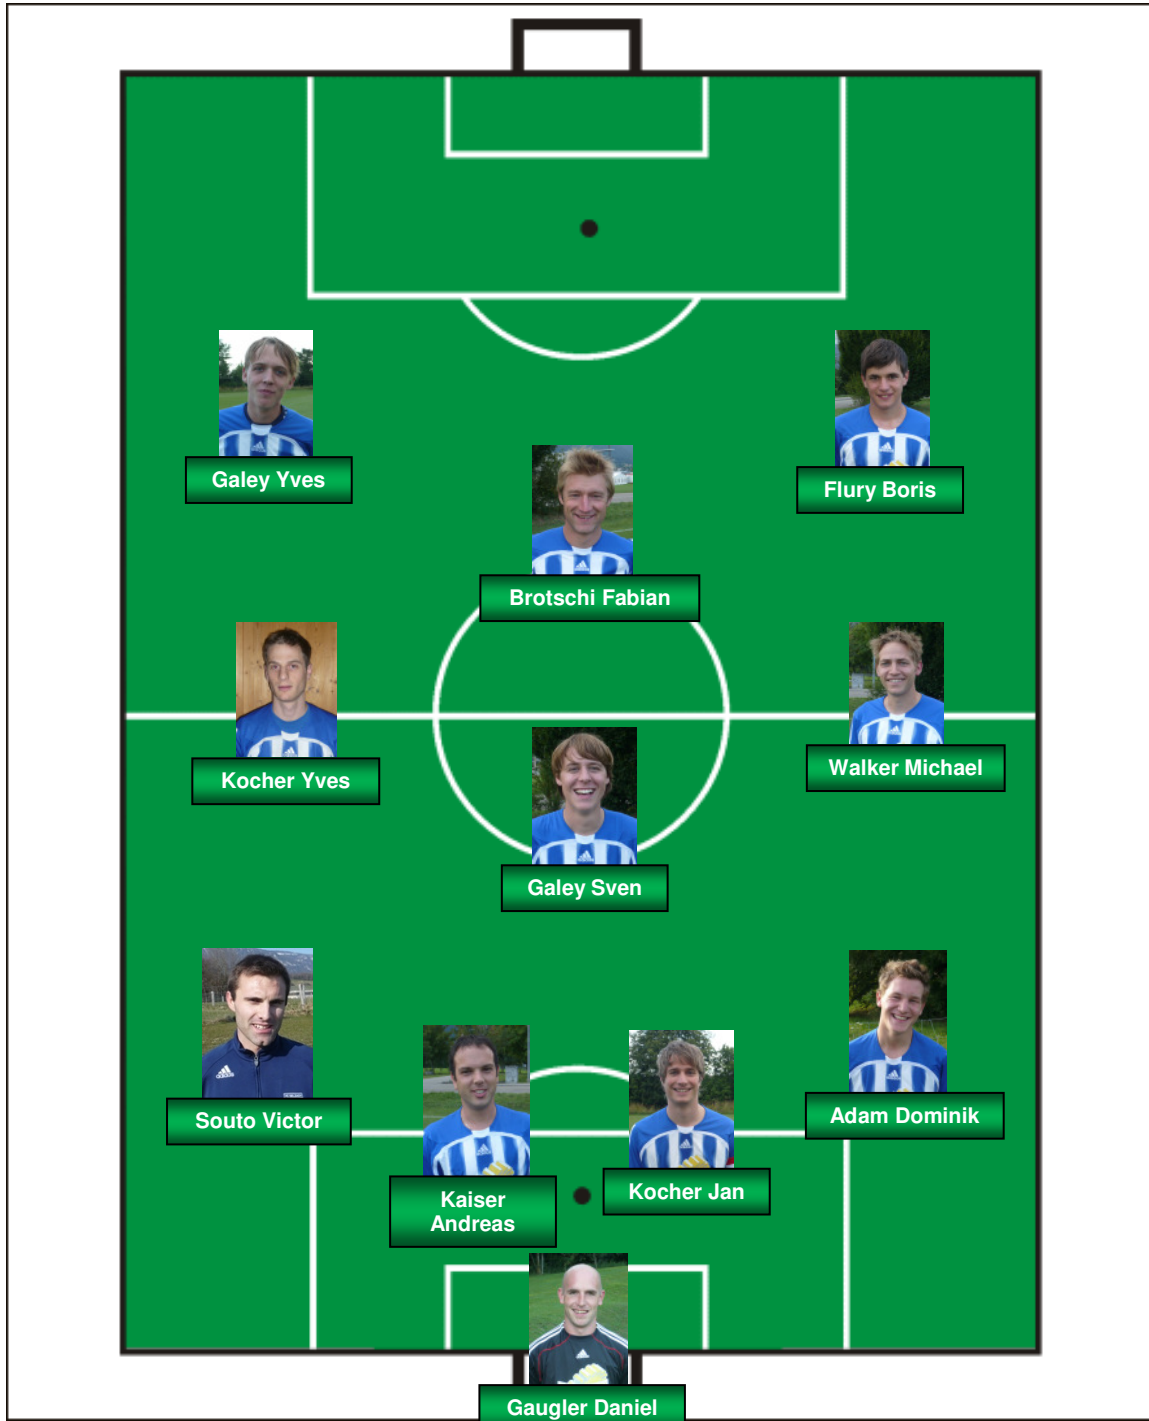 Galey Yves
Flury Boris
Brotschi Fabian
Kocher Yves
Walker Michael
Galey Sven
Souto Victor
Adam Dominik
Kaiser
Andreas
Kocher Jan
Gaugler Daniel